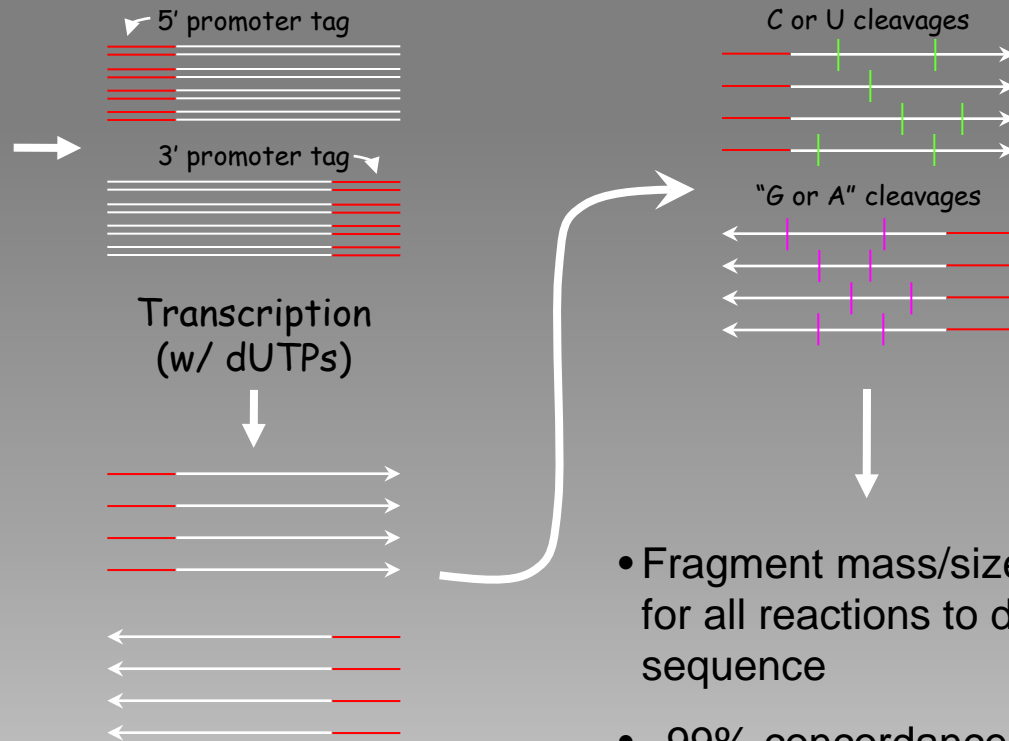 5’ promoter tag
3’ promoter tag
Transcription
(w/ dUTPs)
C or U cleavages
“G or A” cleavages
• Fragment mass/size
for all reactions to d
sequence
• 99% concordance